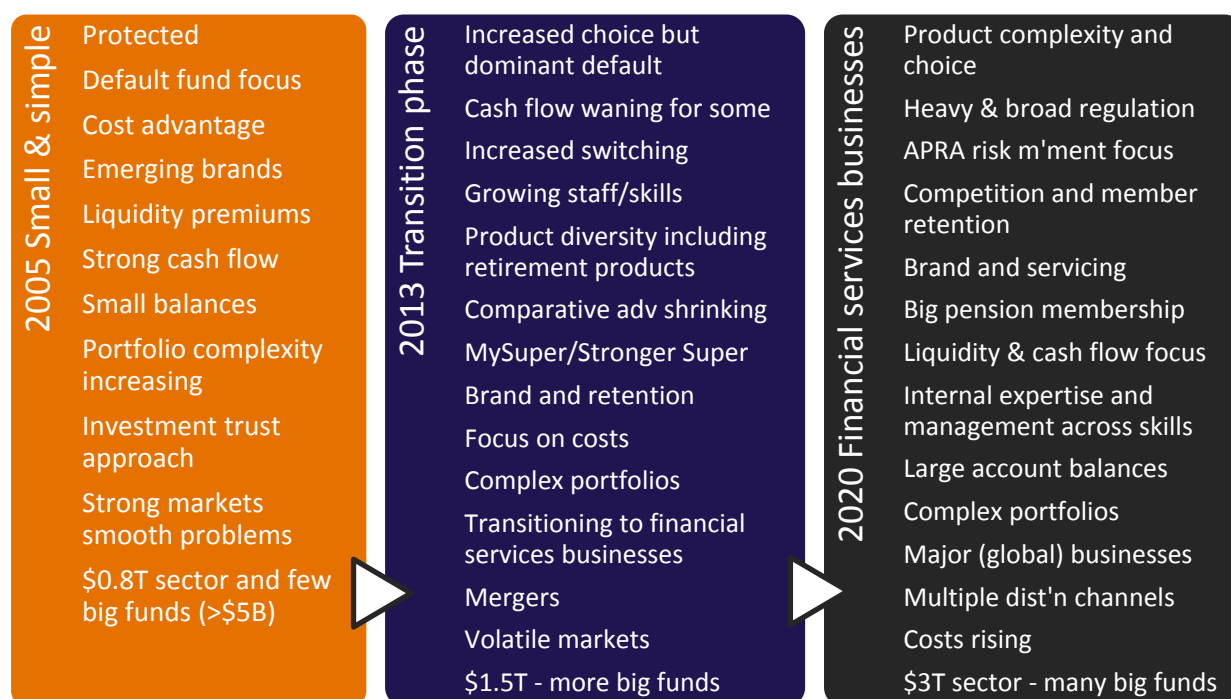 2005 Small & simple
Protected
Default fund focus
Cost advantage
Emerging brands
Liquidity premiums
Strong cash flow
Small balances
Portfolio complexity
increasing
Investment trust
approach
Strong markets
smooth problems
$0.8T sector and few
big funds (>$5B)
2013 Transition phase
Increased choice but
dominant default
Cash flow waning for some
Increased switching
Growing staff/skills
Product diversity including
retirement products
Comparative adv shrinking
MySuper/Stronger Super
Brand and retention
Focus on costs
Complex portfolios
Transitioning to financial
services businesses
Mergers
Volatile markets
$1.5T - more big funds
2020 Financial services businesses
Product complexity and
choice
Heavy & broad regulation
APRA risk m'ment focus
Competition and member
retention
Brand and servicing
Big pension membership
Liquidity & cash flow focus
Internal expertise and
management across skills
Large account balances
Complex portfolios
Major (global) businesses
Multiple dist'n channels
Costs rising
$3T sector - many big funds